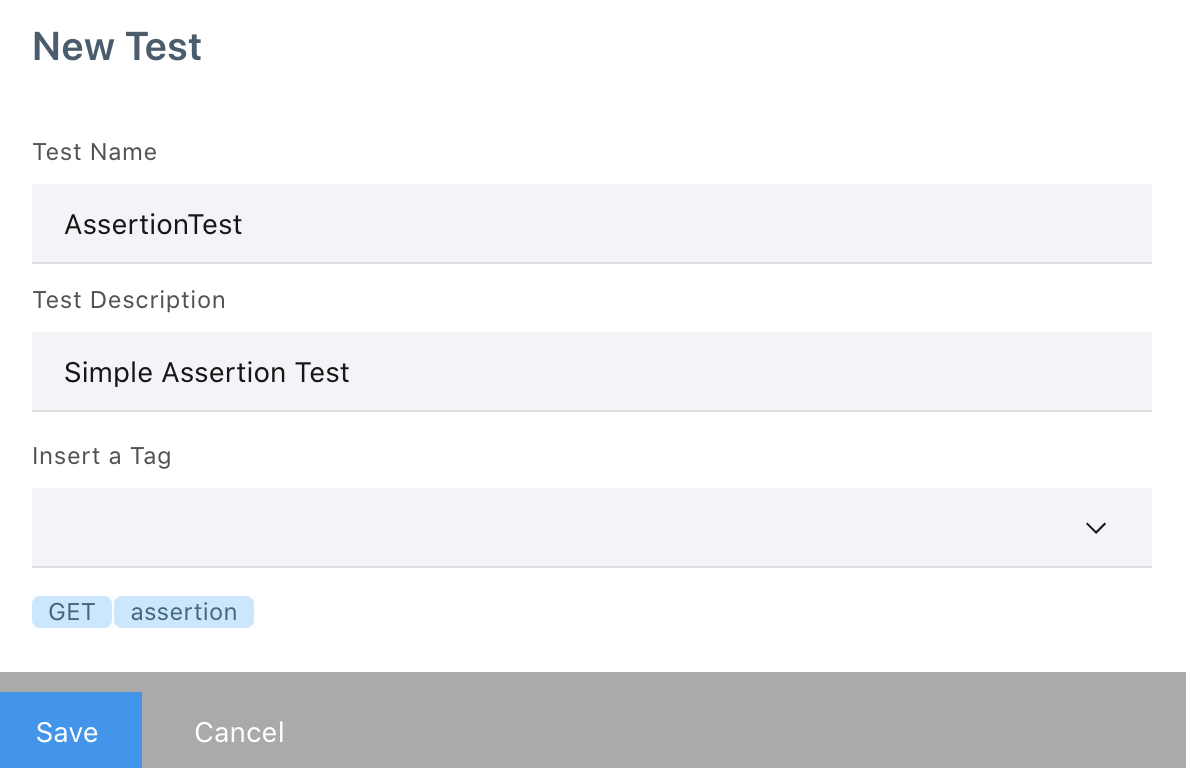 New Test
Test Name
AssertionTest
Test Description
Simple Assertion Test
Insert a Tag
GET assertion
Save Cancel